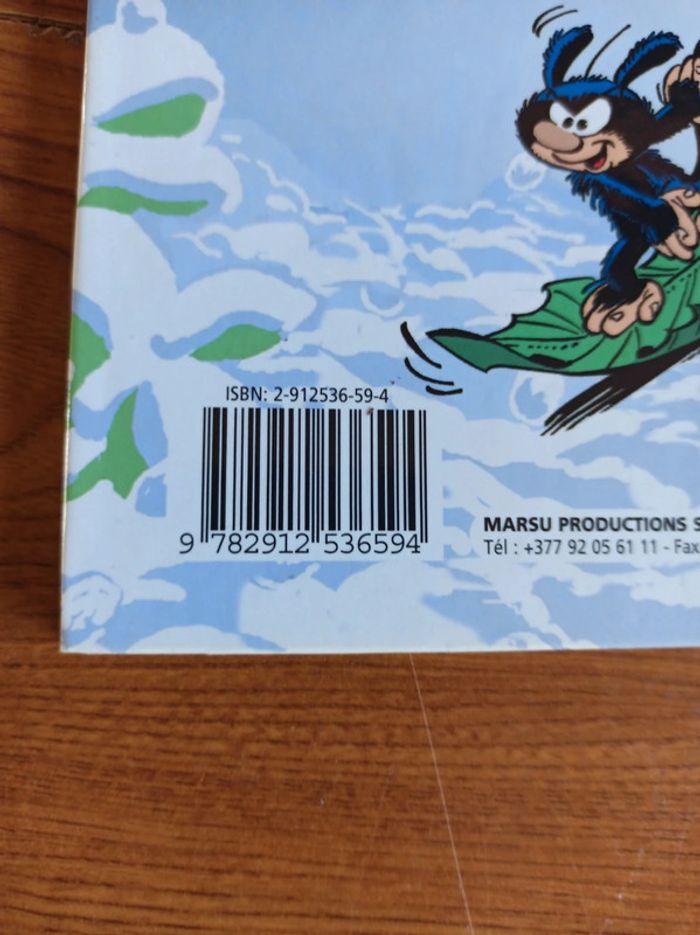 ISBN: 2-912536-59-4
9 782912 536594
MARSU PRODUCTIONS S
Tél : +377 92 05 61 11 - Fax